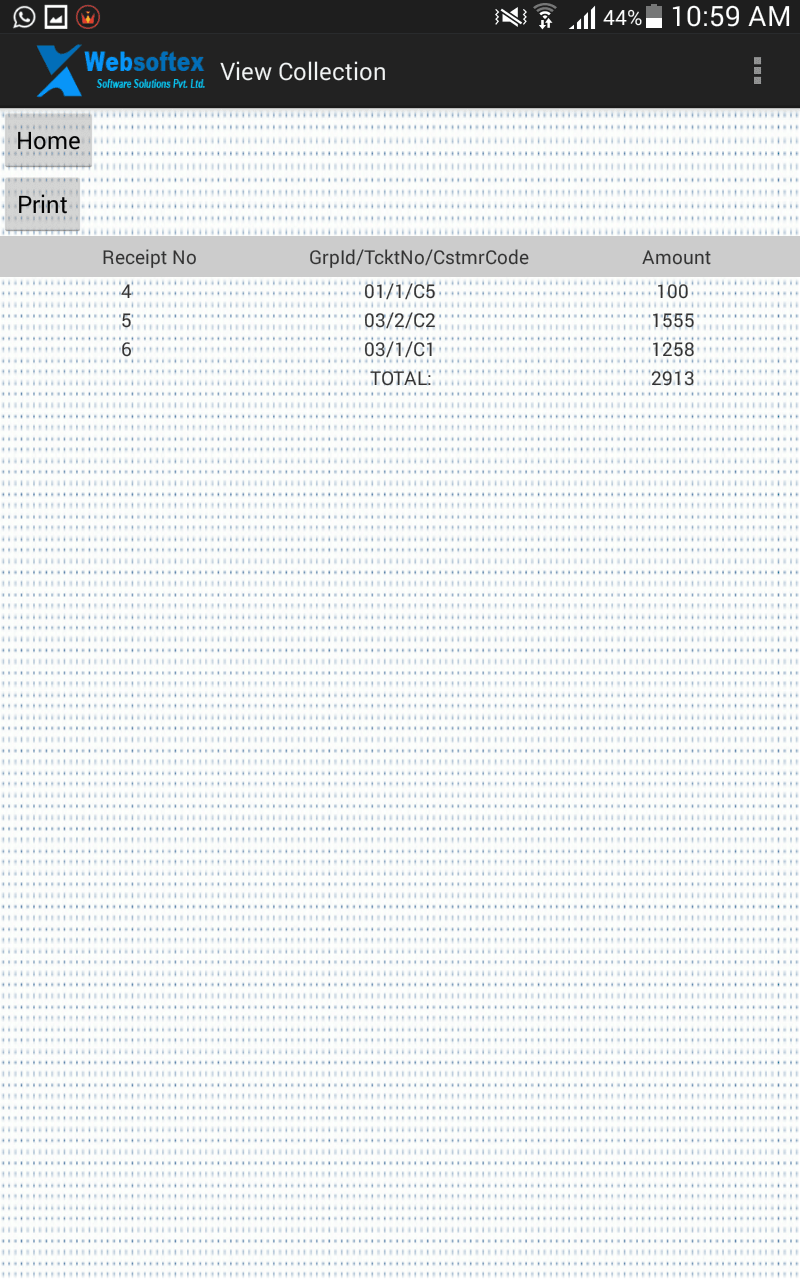 44% 10:59 AM
Websoftex
Software Solutions Pvt. Ltd.
View Collection
Home
Print
Receipt No GrpId/TcktNo/CstmrCode Amount
4 01/1/C5 100
5 03/2/C2 1555
6 03/1/C1 1258
TOTAL: 2913